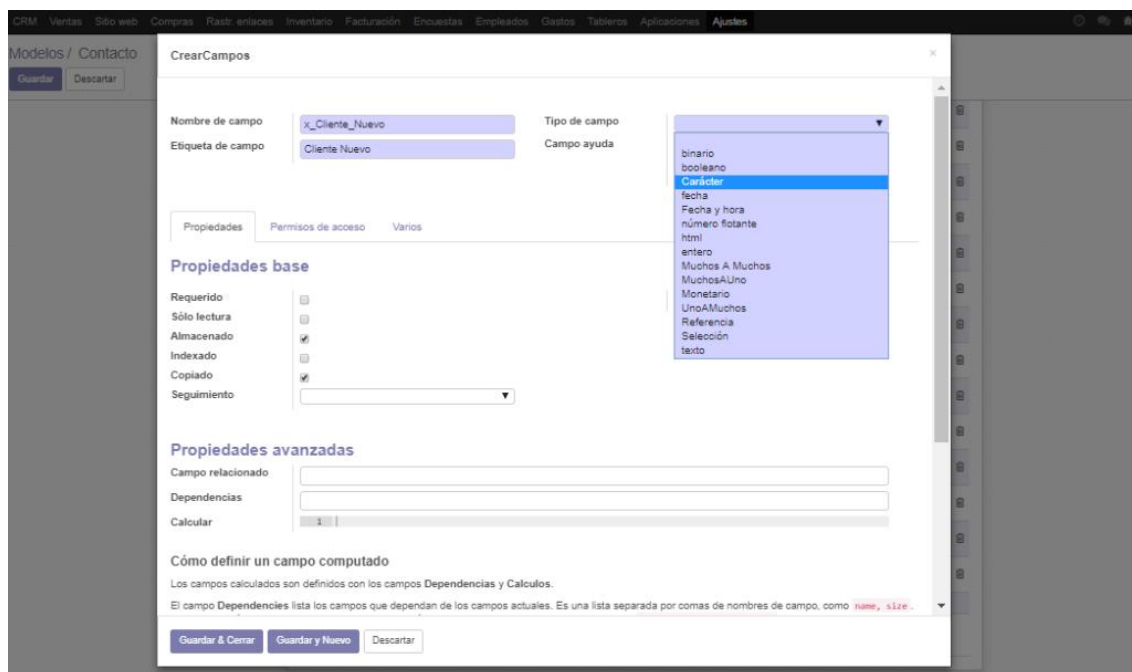 CRM Ventas Sitio web Compras Rastr. enlaces Inventario Facturación Encuestas Empleados Gastos Tableros Aplicaciones Ajustes
Modelos / Contacto
Guardar Descartar
CrearCampos ×
Nombre de campo x_Cliente_Nuevo Tipo de campo
Etiqueta de campo Cliente Nuevo Campo ayuda
binario
booleano
Carácter
fecha
Fecha y hora
número flotante
html
entero
Muchos A Muchos
MuchosAUno
Monetario
UnoAMuchos
Referencia
Selección
texto
Propiedades Permisos de acceso Varios
Propiedades base
Requerido
Sólo lectura
Almacenado
Indexado
Copiado
Seguimiento
Propiedades avanzadas
Campo relacionado
Dependencias
Calcular 1
Cómo definir un campo computado
Los campos calculados son definidos con los campos Dependencias y Calculos.
El campo Dependencies lista los campos que dependan de los campos actuales. Es una lista separada por comas de nombres de campo, como name, size.
Guardar & Cerrar Guardar y Nuevo Descartar